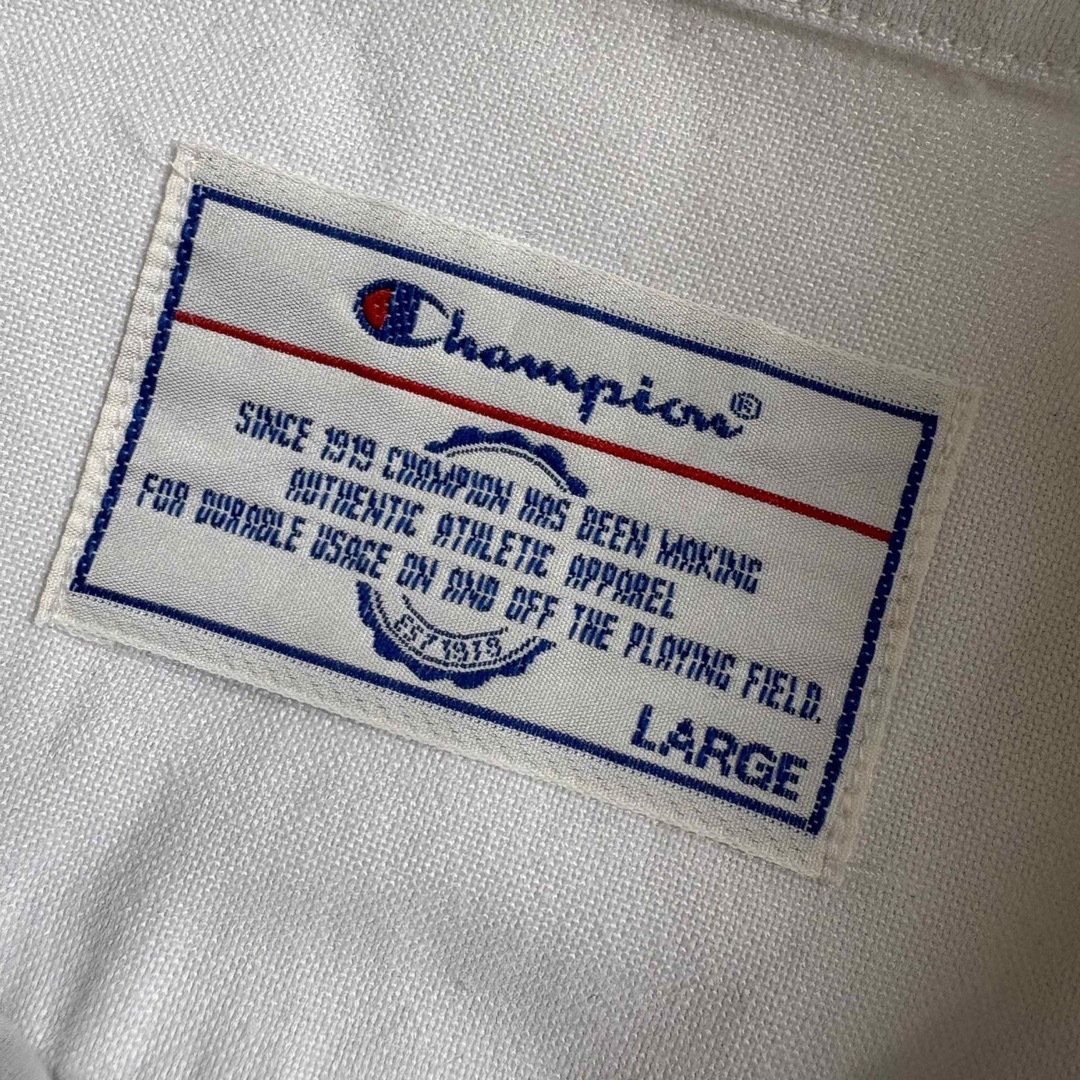 Champion®
SINCE 1919 CHAMPION HAS BEEN MAKING
AUTHENTIC ATHLETIC APPAREL
FOR DURABLE USAGE ON AND OFF THE PLAYING FIELD.
EST 1919
LARGE